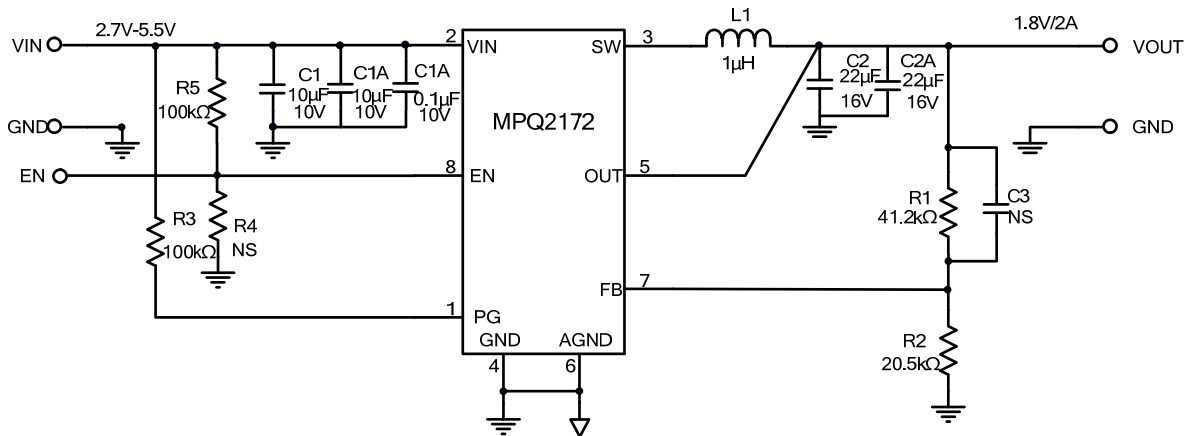 L1
2.7V-5.5V
1.8V/2A
VIN
2
VIN
SW
3
1μH
VOUT
C1
10μF
10V
C1A
10μF
10V
C1A
0.1μF
10V
C2
22μF
16V
C2A
22μF
16V
R5
100kΩ
MPQ2172
GND
GND
EN
8
EN
OUT
5
R1
41.2kΩ
C3
NS
R3
100kΩ
R4
NS
FB
7
1
PG
GND
AGND
4
6
R2
20.5kΩ